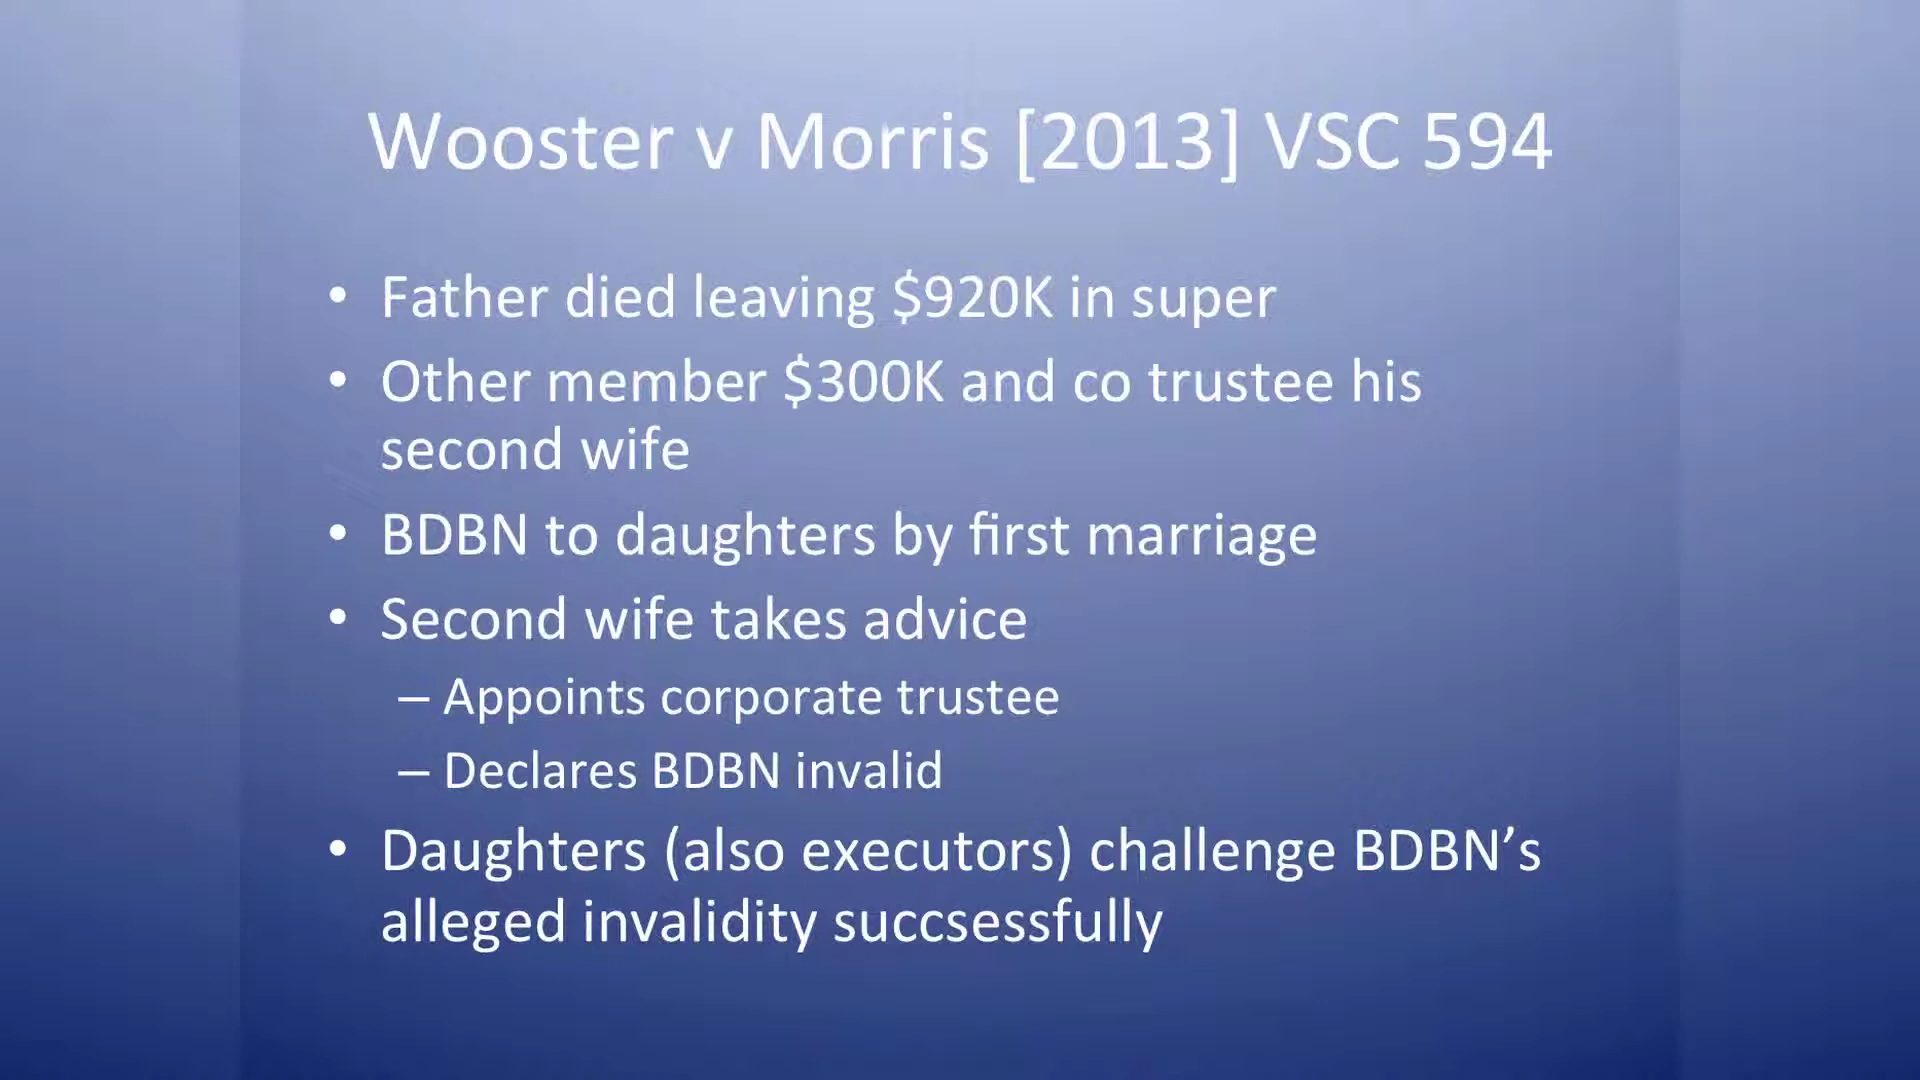 Wooster v Morris [2013] VSC 594
• Father died leaving $920K in super
• Other member $300K and co trustee his
second wife
• BDBN to daughters by first marriage
• Second wife takes advice
– Appoints corporate trustee
– Declares BDBN invalid
• Daughters (also executors) challenge BDBN’s
alleged invalidity succsessfully